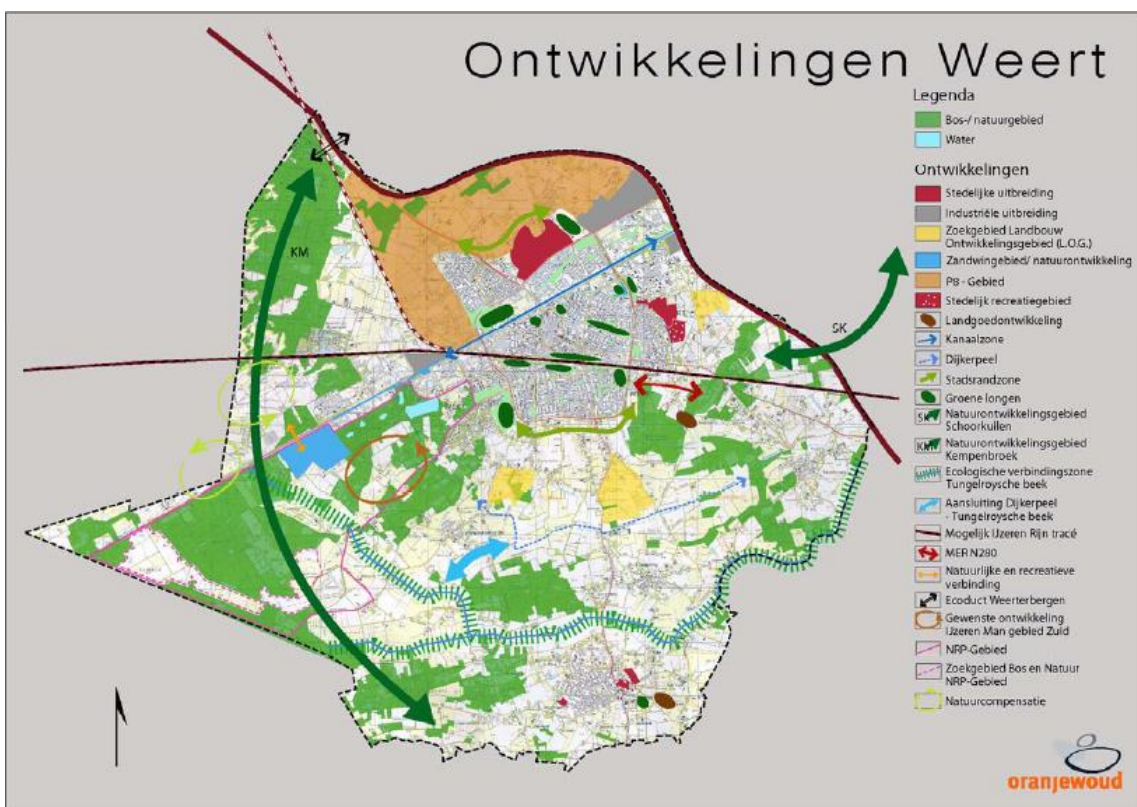 Ontwikkelingen Weert
Legenda
Bos-/ natuurgebied
Water
Ontwikkelingen
Stedelijke uitbreiding
Industriële uitbreiding
Zoekgebied Landbouw
Ontwikkelingsgebied (L.O.G.)
Zandwingebied/ natuurontwikkeling
P8 - Gebied
Stedelijk recreatiegebied
Landgoedontwikkeling
Kanaalzone
Dijkerpeel
Stadsrandzone
Groene longen
SK
Natuurontwikkelingsgebied
Schoorkuilen
KM
Natuurontwikkelingsgebied
Kempenbroek
Ecologische verbindingszone
Tungelroysche beek
Aansluiting Dijkerpeel
- Tungelroysche beek
Mogelijk IJzeren Rijn tracé
MER N280
Natuurlijke en recreatieve
verbinding
Ecoduct Weerterbergen
Gewenste ontwikkeling
IJzeren Man gebied Zuid
NRP-Gebied
Zoekgebied Bos en Natuur
NRP-Gebied
Natuurcompensatie
KM
SK
oranjewoud